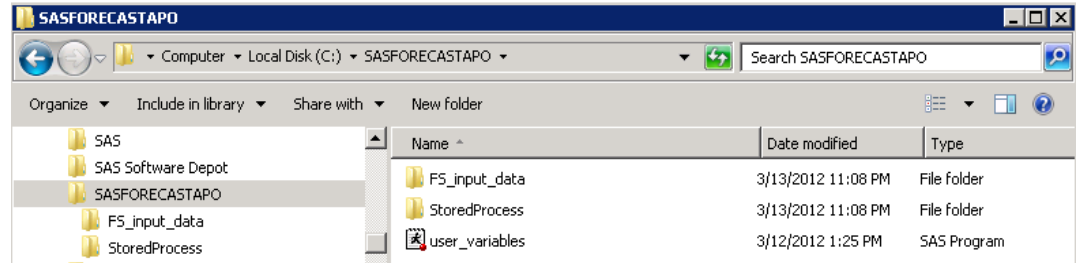 SASFORECASTAPO
Computer Local Disk (C:) SASFORECASTAPO Search SASFORECASTAPO
Organize Include in library Share with New folder
SAS
SAS Software Depot
SASFORECASTAPO
FS_input_data
StoredProcess
Name Date modified Type
FS_input_data 3/13/2012 11:08 PM File folder
StoredProcess 3/13/2012 11:08 PM File folder
user_variables 3/12/2012 1:25 PM SAS Program